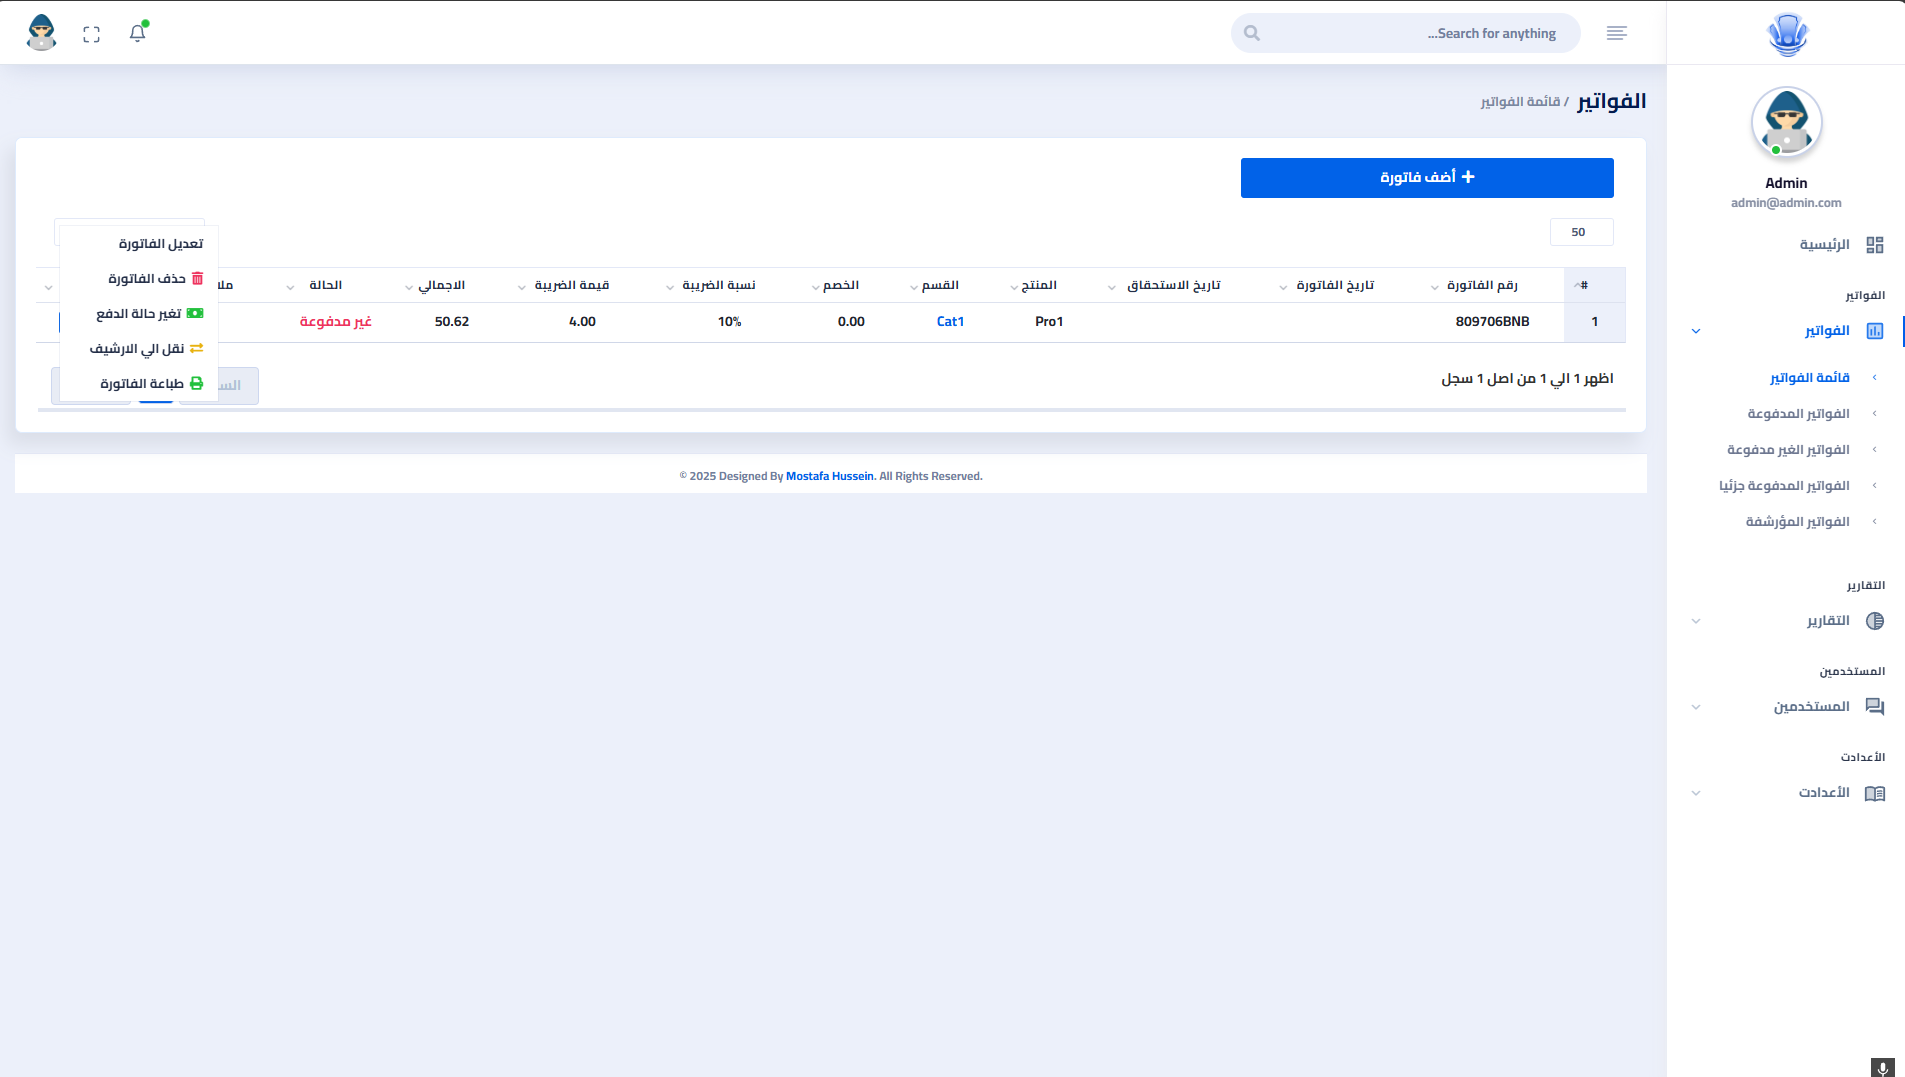 Search for anything...
الفواتير / قائمة الفواتير
أضف فاتورة
50
# رقم الفاتورة تاريخ الفاتورة تاريخ الاستحقاق المنتج القسم الخصم نسبة الضريبة قيمة الضريبة الاجمالي الحالة
1 809706BNB Pro1 Cat1 0.00 10% 4.00 50.62 غير مدفوعة
تعديل الفاتورة
حذف الفاتورة
تغير حالة الدفع
نقل الي الارشيف
طباعة الفاتورة
اظهر 1 الي 1 من اصل 1 سجل
© 2025 Designed By Mostafa Hussein. All Rights Reserved.
Admin
admin@admin.com
الرئيسية
الفواتير
الفواتير
قائمة الفواتير
الفواتير المدفوعة
الفواتير الغير مدفوعة
الفواتير المدفوعة جزئيا
الفواتير المؤرشفة
التقارير
التقارير
المستخدمين
المستخدمين
الأعدادت
الأعدادت